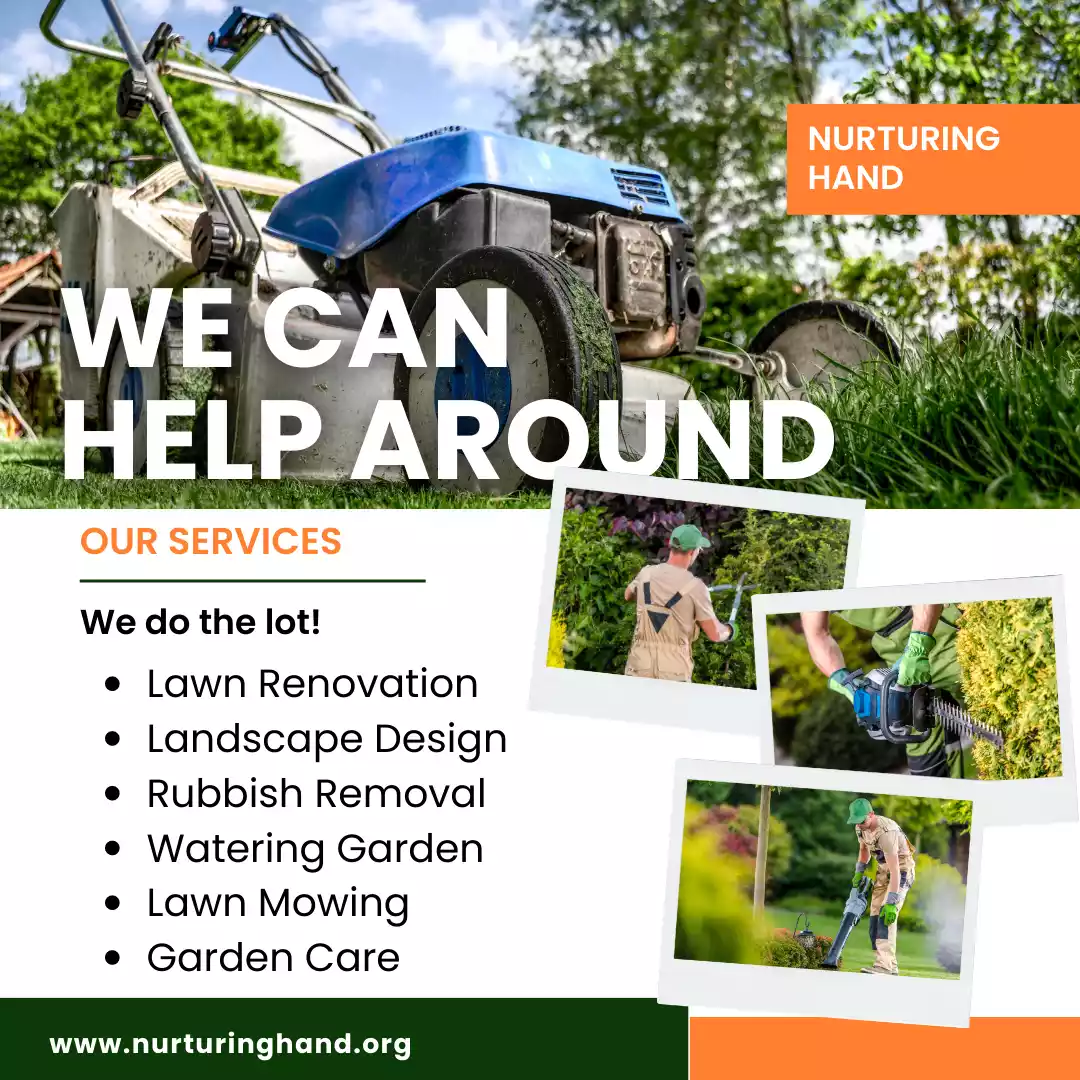 NURTURING
HAND
WE CAN
HELP AROUND
OUR SERVICES
We do the lot!
• Lawn Renovation
• Landscape Design
• Rubbish Removal
• Watering Garden
• Lawn Mowing
• Garden Care
www.nurturinghand.org